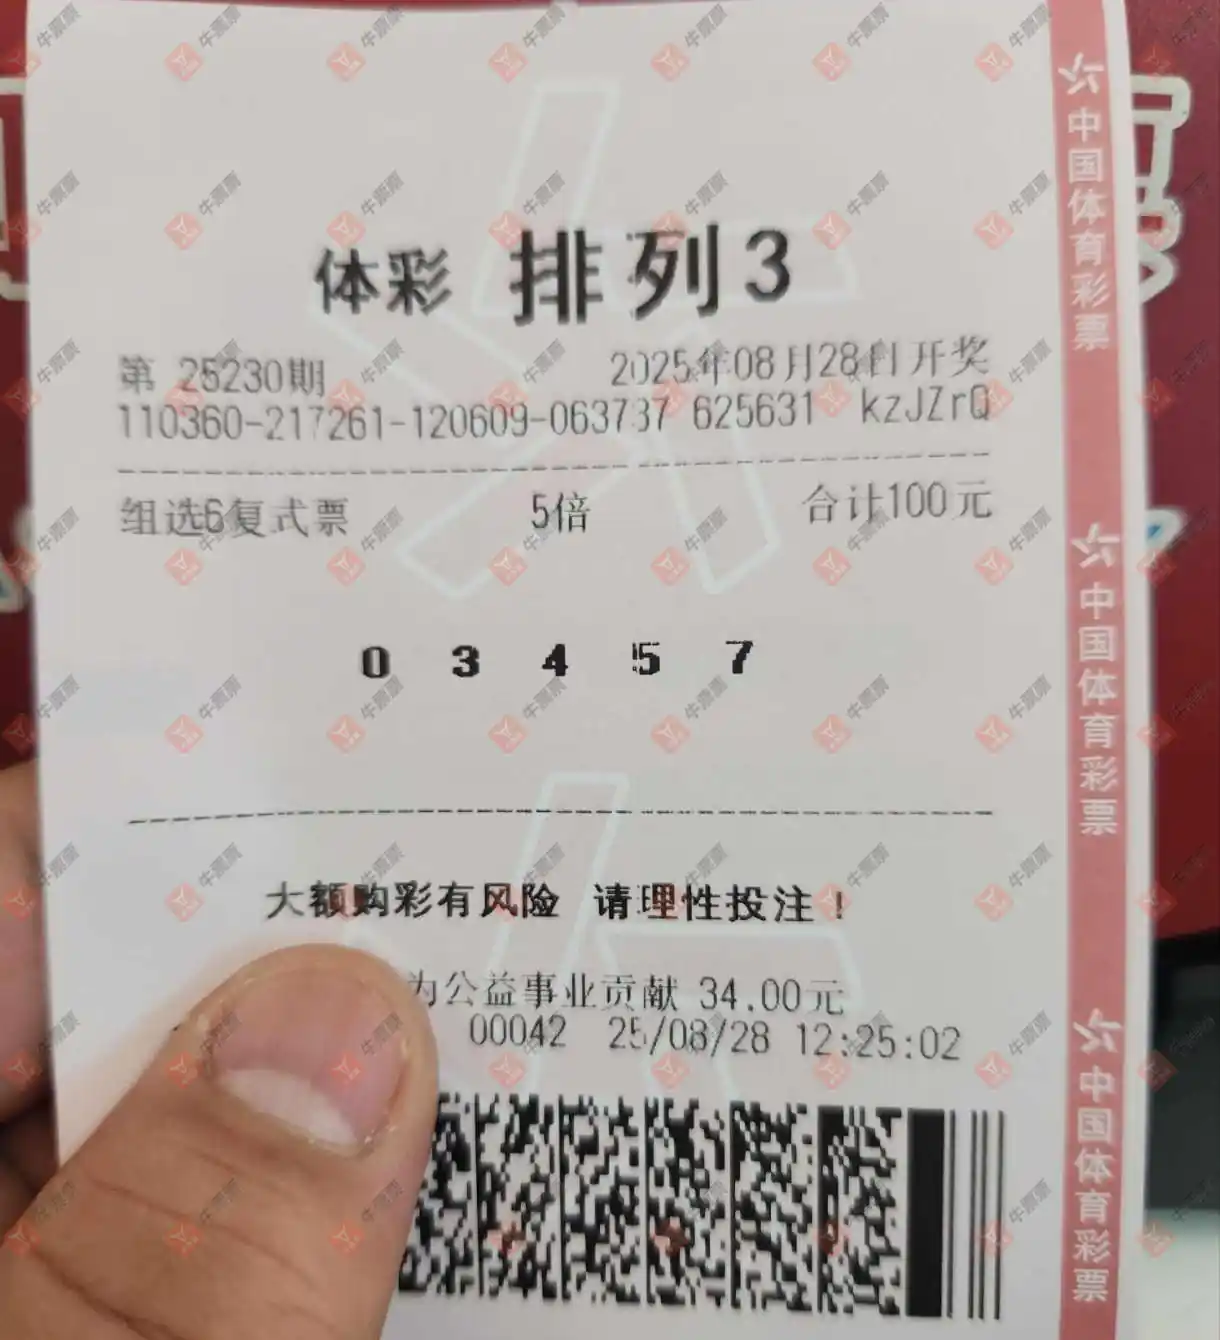 体彩 排列3
第 25230期 2025年08月28日开奖
110360-217261-120609-063737 625631 kzJZrQ
组选6复式票 5倍 合计100元
0 3 4 5 7
大额购彩有风险 请理性投注！
为公益事业贡献 34.00元
00042 25/08/28 12:25:02
中国体育彩票
中国体育彩票
中国体育彩票
牛票票